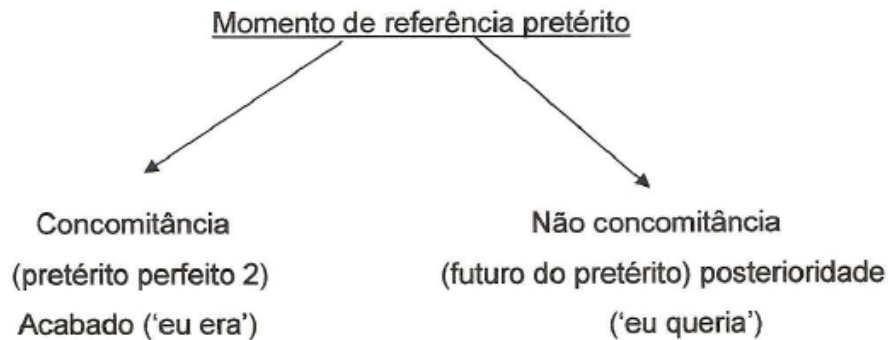 Momento de referência pretérito
Concomitância
(pretérito perfeito 2)
Acabado ('eu era')
Não concomitância
(futuro do pretérito) posterioridade
('eu queria')